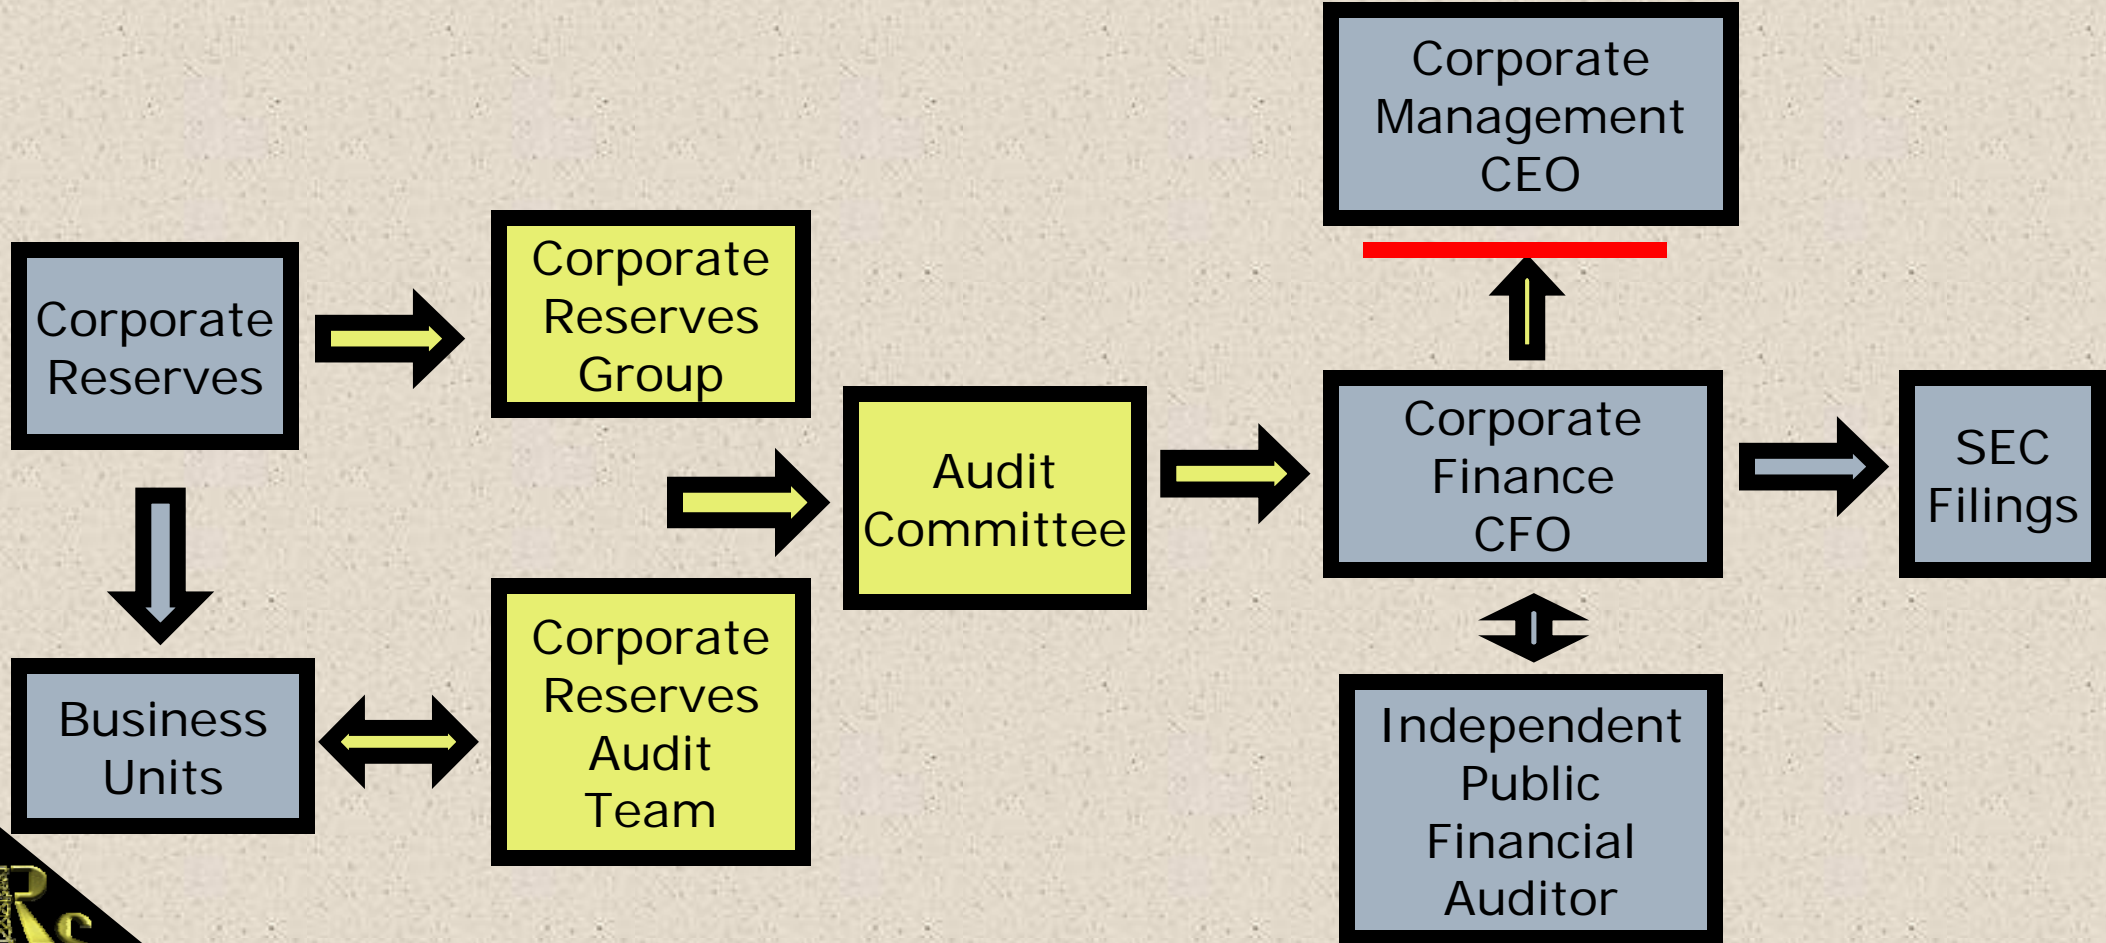 Corporate
Management
CEO
Corporate
Reserves
Corporate
Reserves
Group
Audit
Committee
Corporate
Finance
CFO
SEC
Filings
Business
Units
Corporate
Reserves
Audit
Team
Independent
Public
Financial
Auditor